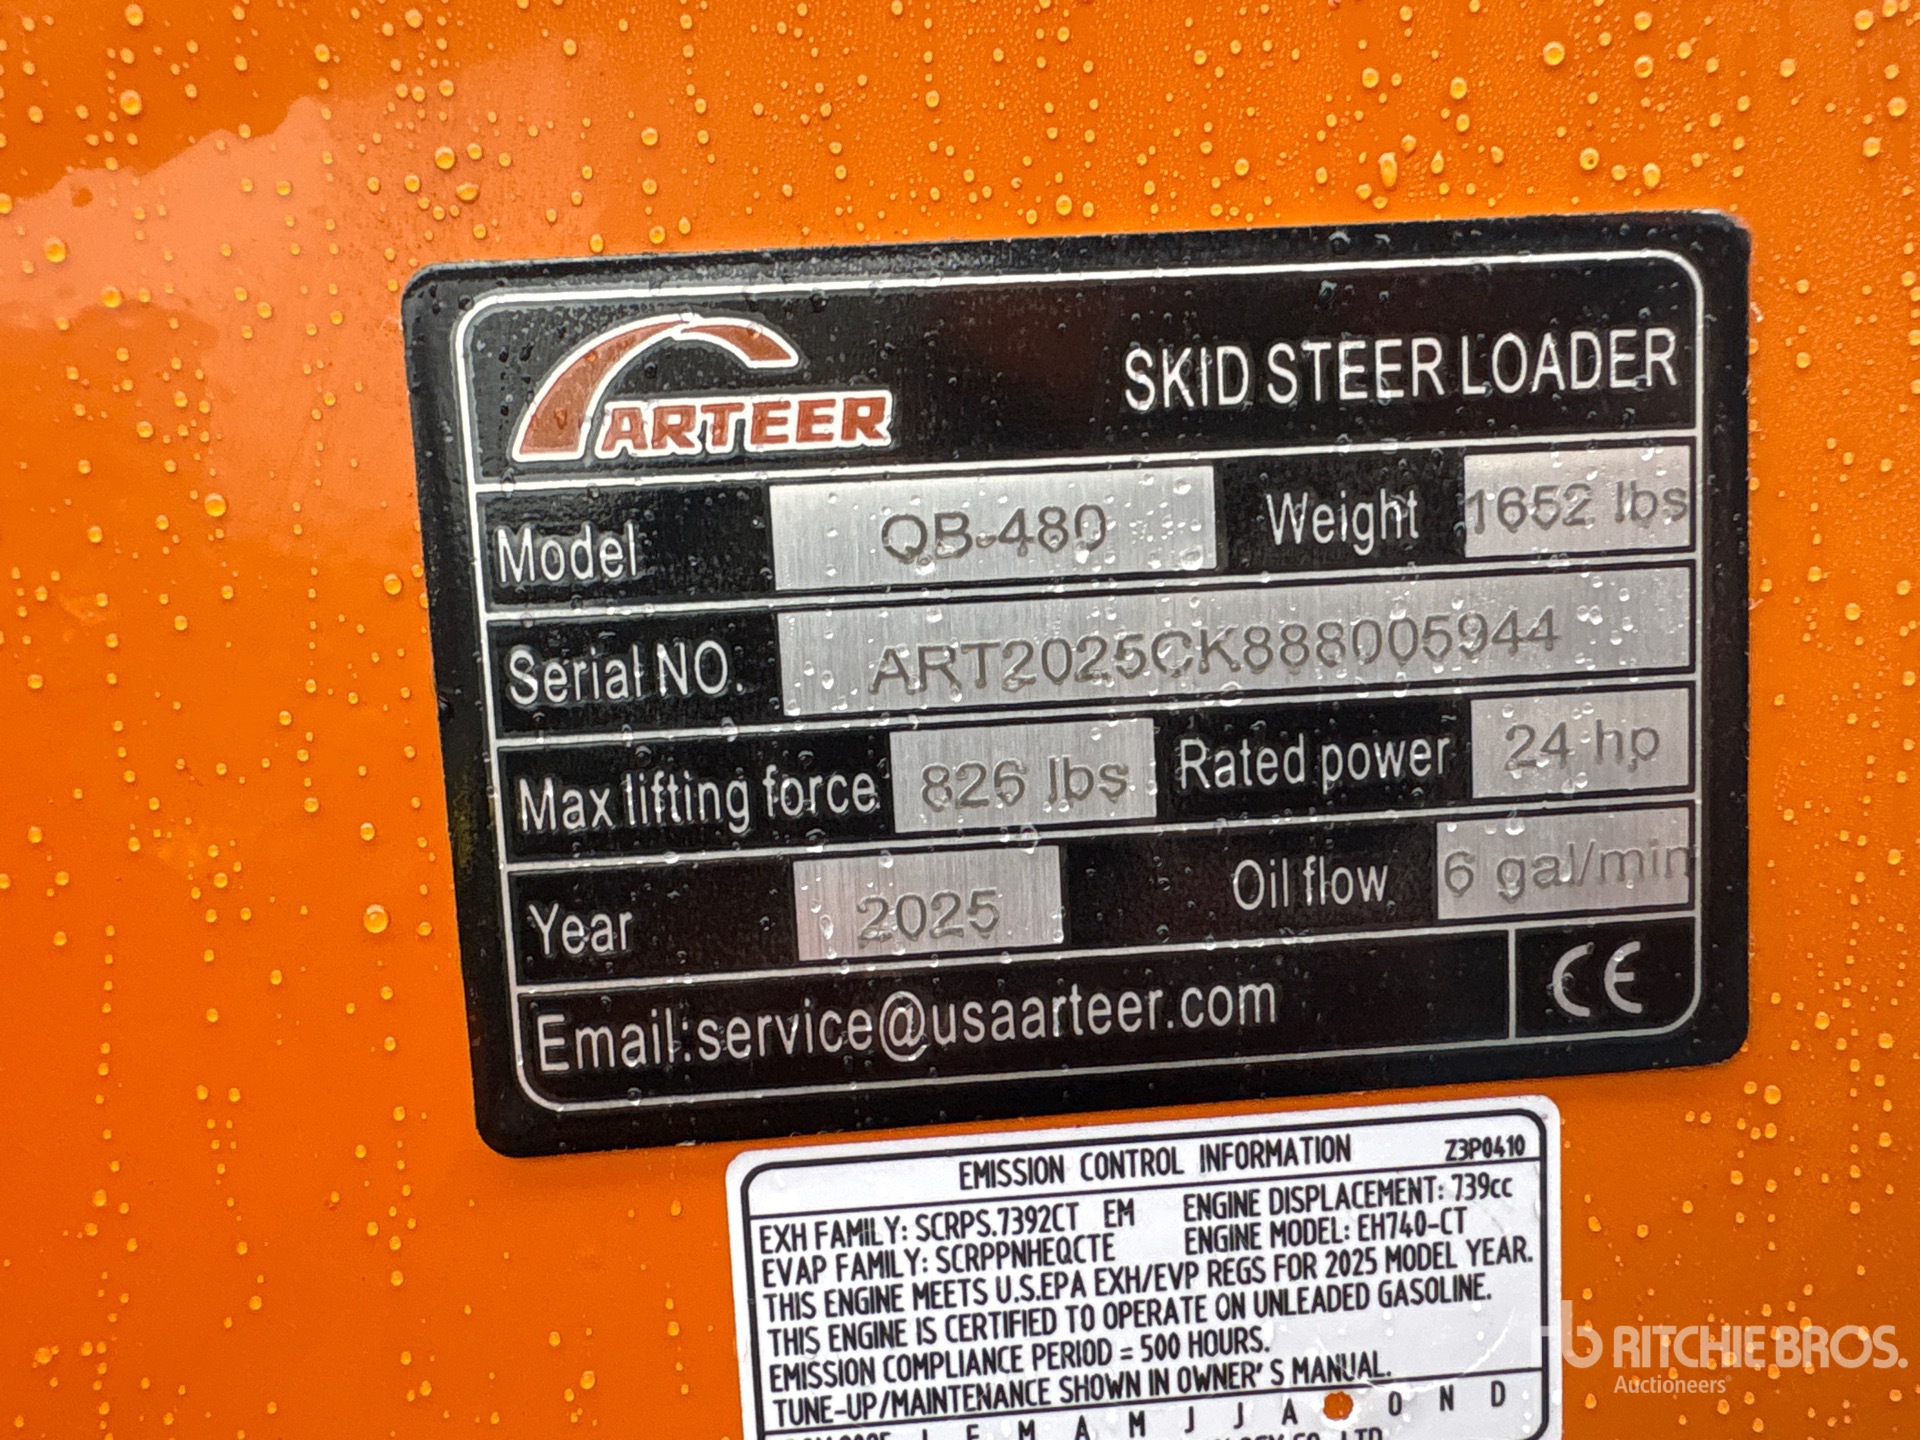 ARTEER
SKID STEER LOADER
Model QB-480 Weight 1652 lbs
Serial NO. ART2025CK888005944
Max lifting force 826 lbs Rated power 24 hp
Year 2025 Oil flow 6 gal/min
Email:service@usaarteer.com CE
EMISSION CONTROL INFORMATION Z3P0410
EXH FAMILY: SCRPS.7392CT EM ENGINE DISPLACEMENT: 739cc
EVAP FAMILY: SCRPPNHEQCTE ENGINE MODEL: EH740-CT
THIS ENGINE MEETS U.S.EPA EXH/EVP REGS FOR 2025 MODEL YEAR.
THIS ENGINE IS CERTIFIED TO OPERATE ON UNLEADED GASOLINE.
EMISSION COMPLIANCE PERIOD = 500 HOURS.
TUNE-UP/MAINTENANCE SHOWN IN OWNER'S MANUAL.
J F M A M J J A O N D
CO., LTD
rb RITCHIE BROS.
Auctioneers